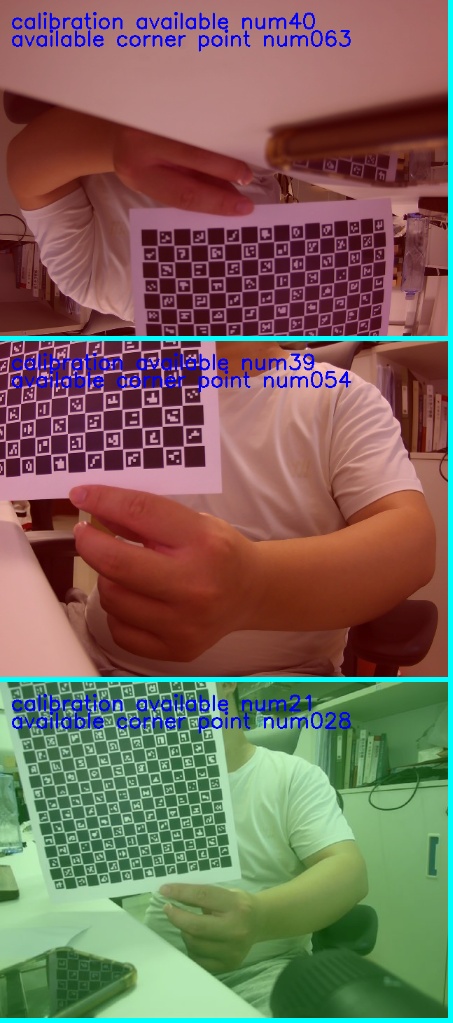 calibration available num40
available corner point num063
calibration available num39
available corner point num054
calibration available num21
available corner point num028